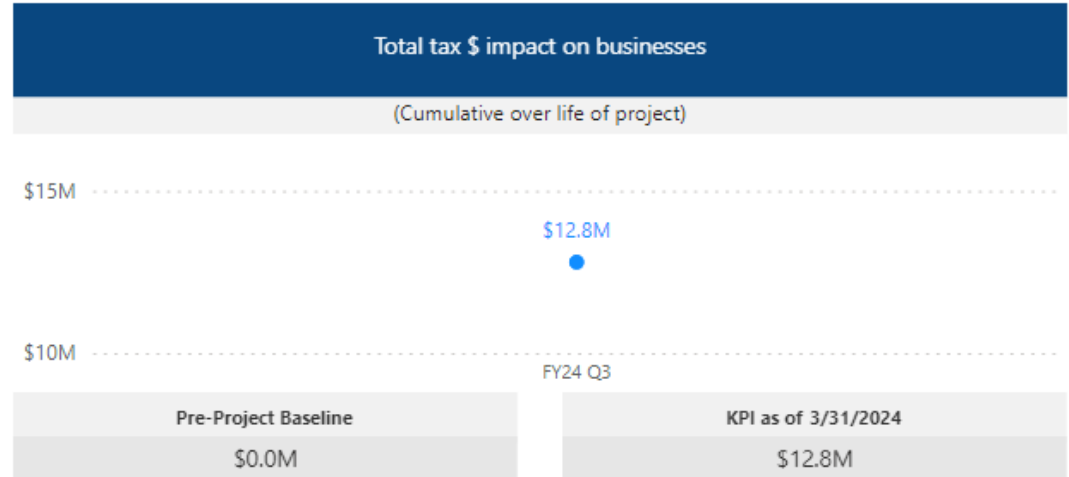 Total tax $ impact on businesses
(Cumulative over life of project)
$15M
$12.8M
$10M
FY24 Q3
Pre-Project Baseline
KPI as of 3/31/2024
$0.0M
$12.8M